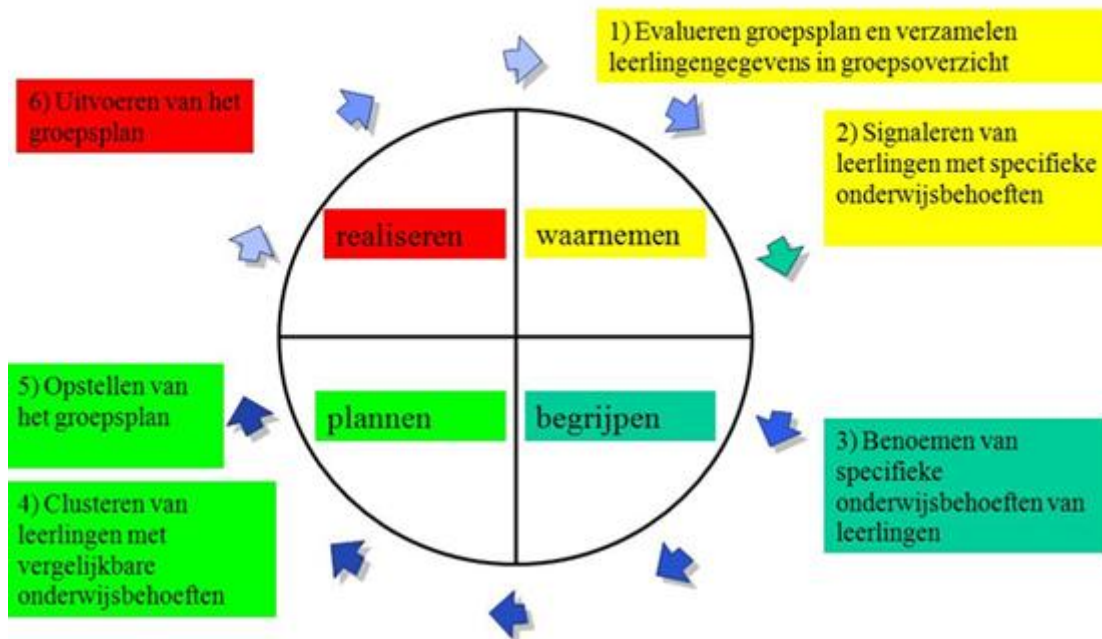 1) Evalueren groepsplan en verzamelen
leerlingengegevens in groepsoverzicht
2) Signaleren van
leerlingen met specifieke
onderwijsbehoeften
3) Benoemen van
specifieke
onderwijsbehoeften van
leerlingen
4) Clusteren van
leerlingen met
vergelijkbare
onderwijsbehoeften
5) Opstellen van
het groepsplan
6) Uitvoeren van het
groepsplan
realiseren
waarnemen
plannen
begrijpen